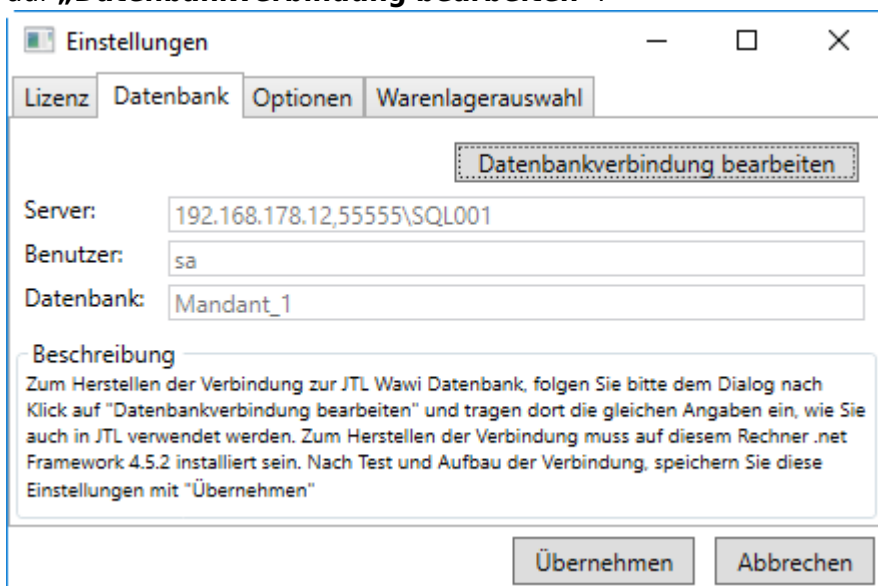 auf „Datenbankverbindung bearbeiten“.
Einstellungen
Lizenz Datenbank Optionen Warenlagerauswahl
Datenbankverbindung bearbeiten
Server: 192.168.178.12,55555\SQL001
Benutzer: sa
Datenbank: Mandant_1
Beschreibung
Zum Herstellen der Verbindung zur JTL Wawi Datenbank, folgen Sie bitte dem Dialog nach
Klick auf "Datenbankverbindung bearbeiten" und tragen dort die gleichen Angaben ein, wie Sie
auch in JTL verwendet werden. Zum Herstellen der Verbindung muss auf diesem Rechner .net
Framework 4.5.2 installiert sein. Nach Test und Aufbau der Verbindung, speichern Sie diese
Einstellungen mit "Übernehmen"
Übernehmen Abbrechen